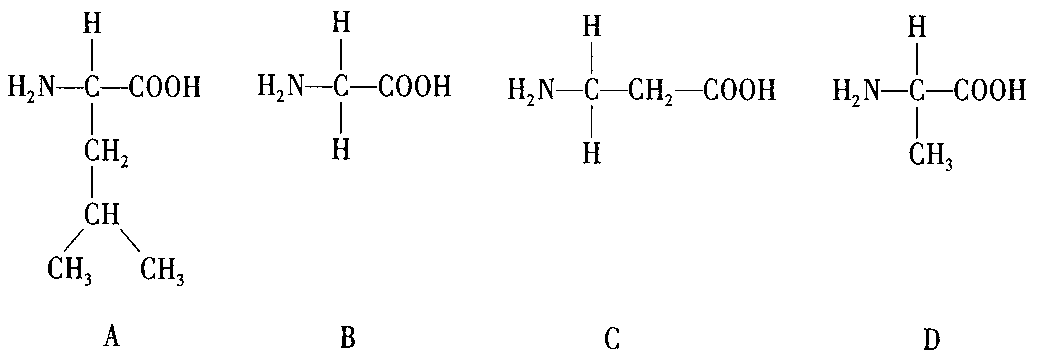 H H H H
H₂N—C—COOH H₂N—C—COOH H₂N—C—CH₂—COOH H₂N—C—COOH
CH₂ H H CH₃
CH
CH₃ CH₃
A B C D